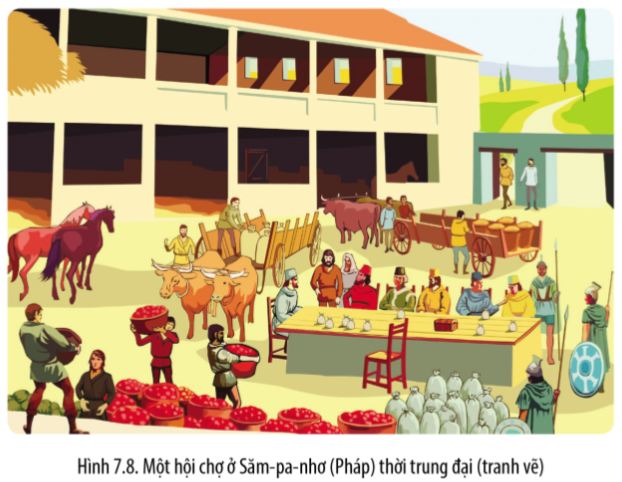 Hình 7.8. Một hội chợ ở Săm-pa-nhơ (Pháp) thời trung đại (tranh vẽ)